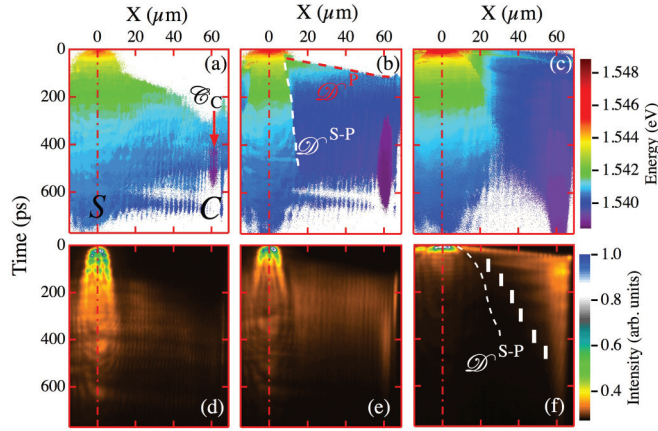 X (μm) X (μm) X (μm)
0 20 40 60 0 20 40 60 0 20 40 60
0
200
400
600
(a)
𝒞C
S
C
(b)
𝒟P
𝒟S-P
(c)
1.548
1.546
1.544
1.542
1.540
Energy (eV)
Time (ps)
0
200
400
600
(d)
(e)
𝒟S-P
(f)
1.0
0.8
0.6
0.4
Intensity (arb. units)